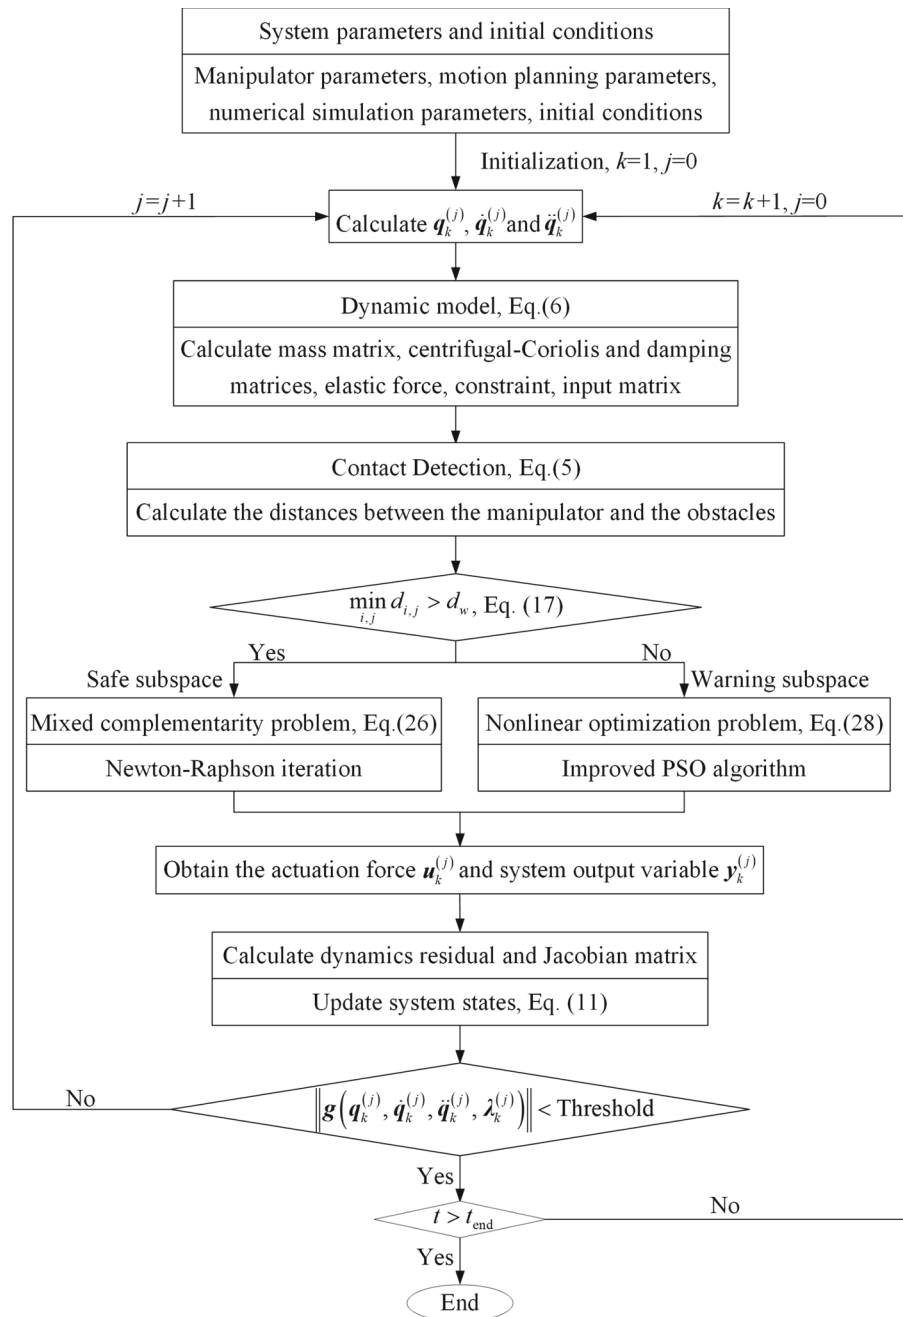 System parameters and initial conditions
Manipulator parameters, motion planning parameters,
numerical simulation parameters, initial conditions
Initialization, k=1, j=0
j=j+1
k=k+1, j=0
Calculate q_k^{(j)}, \dot{q}_k^{(j)} and \ddot{q}_k^{(j)}
Dynamic model, Eq.(6)
Calculate mass matrix, centrifugal-Coriolis and damping
matrices, elastic force, constraint, input matrix
Contact Detection, Eq.(5)
Calculate the distances between the manipulator and the obstacles
\min_{i,j} d_{i,j} > d_w, Eq. (17)
Yes
No
Safe subspace
Warning subspace
Mixed complementarity problem, Eq.(26)
Newton-Raphson iteration
Nonlinear optimization problem, Eq.(28)
Improved PSO algorithm
Obtain the actuation force u_k^{(j)} and system output variable y_k^{(j)}
Calculate dynamics residual and Jacobian matrix
Update system states, Eq. (11)
No
‖g(q_k^{(j)}, \dot{q}_k^{(j)}, \ddot{q}_k^{(j)}, λ_k^{(j)})‖ < Threshold
Yes
t > t_{end}
No
Yes
End